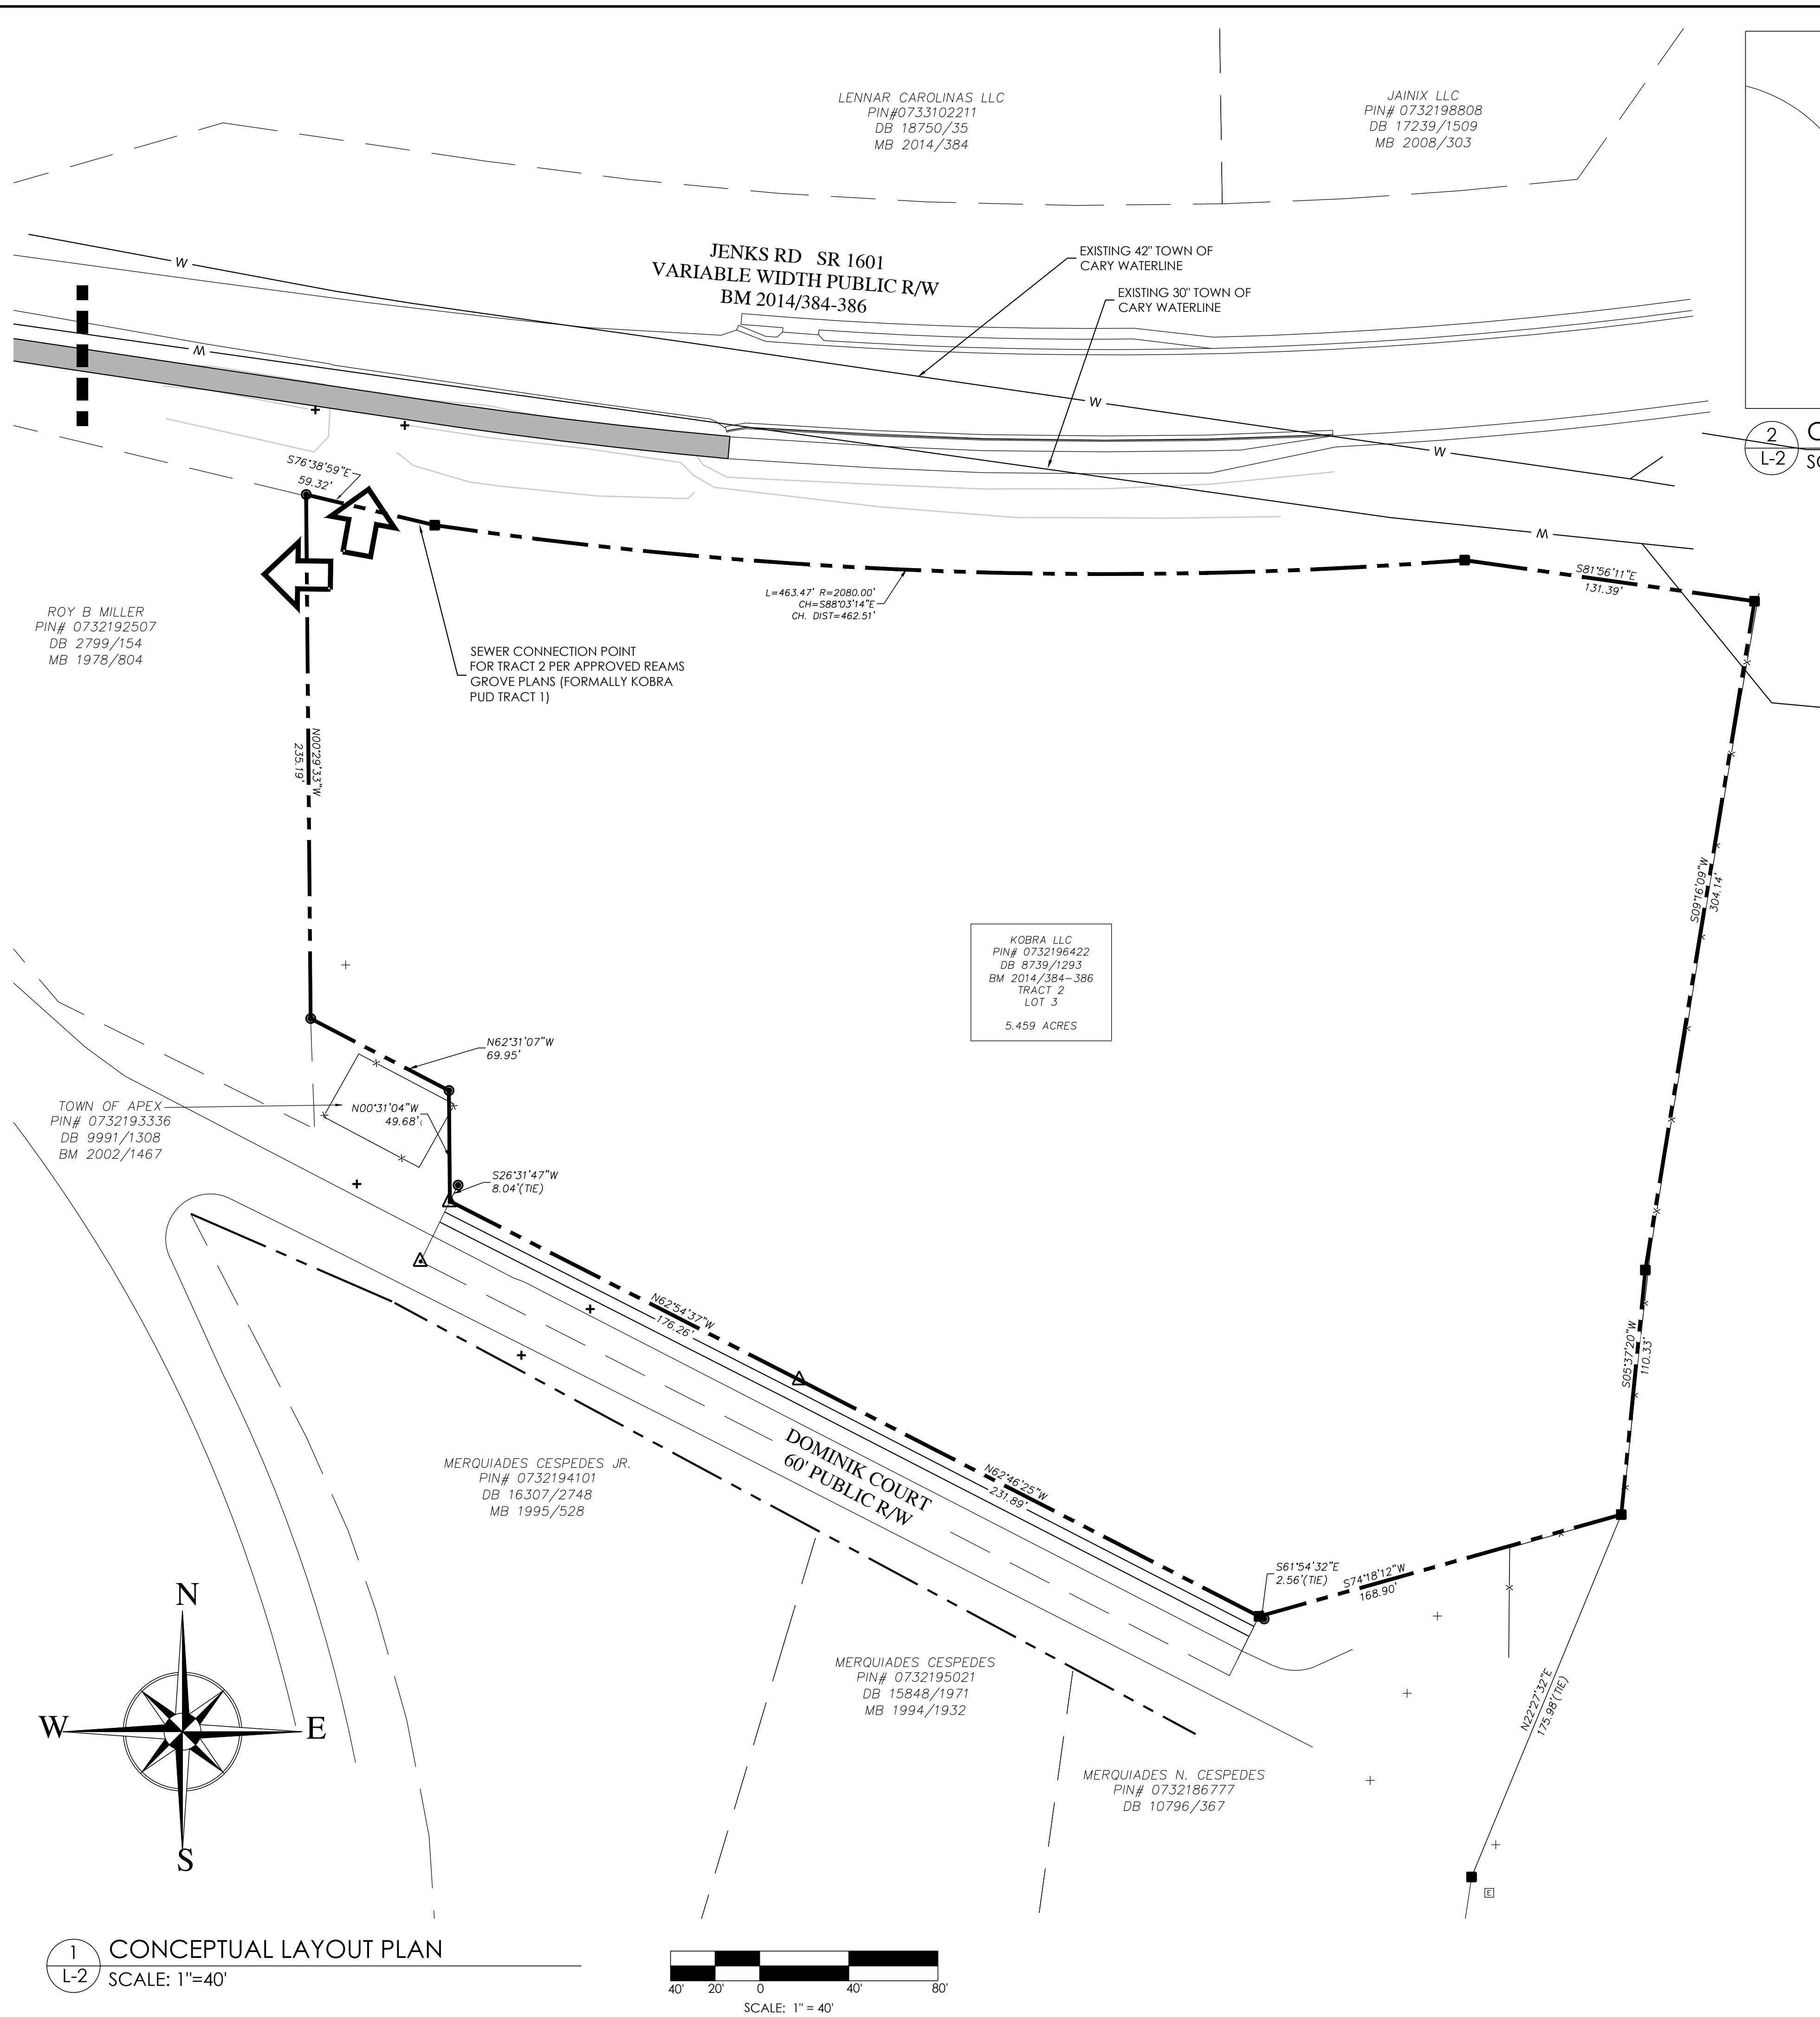 LENNAR CAROLINAS LLC
PIN#0733102211
DB 18750/35
MB 2014/384
JAINIX LLC
PIN# 0732198808
DB 17239/1509
MB 2008/303
JENKS RD SR 1601
VARIABLE WIDTH PUBLIC R/W
BM 2014/384-386
EXISTING 42" TOWN OF
CARY WATERLINE
EXISTING 30" TOWN OF
CARY WATERLINE
W
W
W
W
W
2
L-2
S76°38'59"E
59.32'
L=463.47' R=2080.00'
CH=S88°03'14"E
CH. DIST=462.51'
S81°56'11"E
131.39'
ROY B MILLER
PIN# 0732192507
DB 2799/154
MB 1978/804
SEWER CONNECTION POINT
FOR TRACT 2 PER APPROVED REAMS
GROVE PLANS (FORMALLY KOBRA
PUD TRACT 1)
N00°29'33"W
235.19'
S09°16'09"W
304.14'
KOBRA LLC
PIN# 0732196422
DB 8739/1293
BM 2014/384-386
TRACT 2
LOT 3
5.459 ACRES
N62°31'07"W
69.95'
TOWN OF APEX
PIN# 0732193336
DB 9991/1308
BM 2002/1467
N00°31'04"W
49.68'
S26°31'47"W
8.04'(TIE)
N62°54'37"W
176.26'
S05°37'20"W
110.33'
DOMINIK COURT
60' PUBLIC R/W
N62°46'25"W
231.89'
MERQUIADES CESPEDES JR.
PIN# 0732194101
DB 16307/2748
MB 1995/528
S61°54'32"E
2.56'(TIE)
S74°18'12"W
168.90'
MERQUIADES CESPEDES
PIN# 0732195021
DB 15848/1971
MB 1994/1932
N22°27'32"E
175.98'(TIE)
MERQUIADES N. CESPEDES
PIN# 0732186777
DB 10796/367
E
N
W
E
S
1
L-2
CONCEPTUAL LAYOUT PLAN
SCALE: 1"=40'
40' 20' 0 40' 80'
SCALE: 1" = 40'